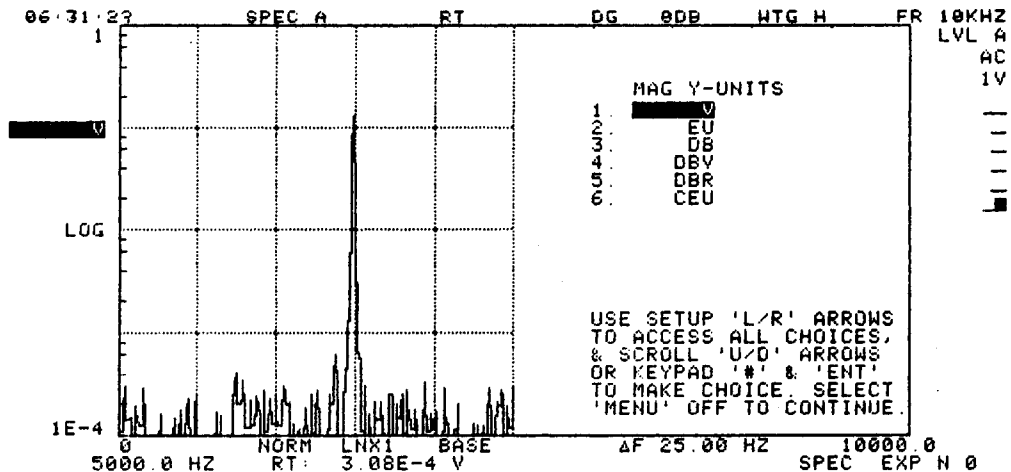 06:31:29 SPEC A RT DG 0DB WTG H FR 10KHZ
1 LVL A
AC
1V
MAG Y-UNITS
1. V
V
2. EU
3. DB
4. DBV
5. DBR
6. CEU
LOG
USE SETUP 'L/R' ARROWS
TO ACCESS ALL CHOICES,
& SCROLL 'U/D' ARROWS
OR KEYPAD '#' & 'ENT'
TO MAKE CHOICE. SELECT
'MENU' OFF TO CONTINUE.
1E-4
0 NORM LNX1 BASE ΔF 25.00 HZ 10000.0
5000.0 HZ RT: 3.08E-4 V SPEC EXP N 0